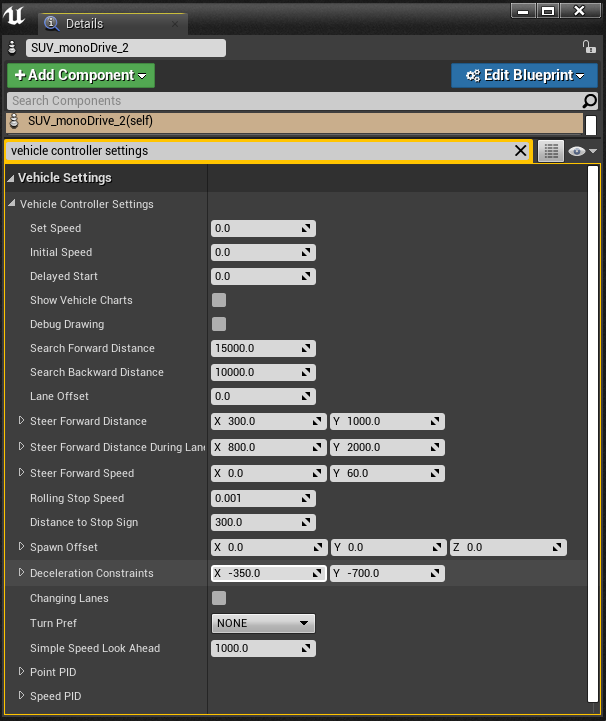 Details
SUV_monoDrive_2
+ Add Component
Edit Blueprint
Search Components
SUV_monoDrive_2(self)
vehicle controller settings
Vehicle Settings
Vehicle Controller Settings
Set Speed 0.0
Initial Speed 0.0
Delayed Start 0.0
Show Vehicle Charts
Debug Drawing
Search Forward Distance 15000.0
Search Backward Distance 10000.0
Lane Offset 0.0
Steer Forward Distance X 300.0 Y 1000.0
Steer Forward Distance During Lane X 800.0 Y 2000.0
Steer Forward Speed X 0.0 Y 60.0
Rolling Stop Speed 0.001
Distance to Stop Sign 300.0
Spawn Offset X 0.0 Y 0.0 Z 0.0
Deceleration Constraints X -350.0 Y -700.0
Changing Lanes
Turn Pref NONE
Simple Speed Look Ahead 1000.0
Point PID
Speed PID